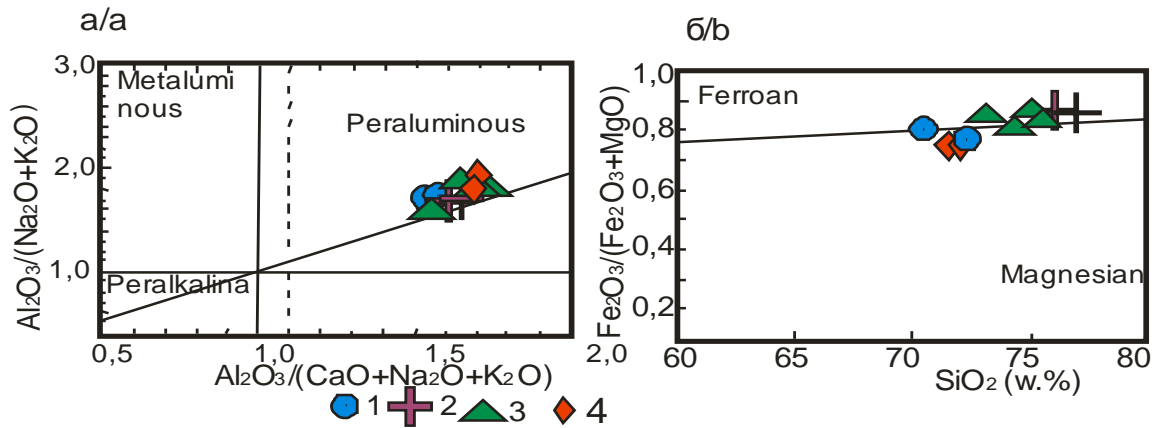 a/a
3,0
2,0
1,0
Al₂O₃/(Na₂O+K₂O)
Metalumi
nous
Peraluminous
Peralkalina
0,5
1,0
1,5
2,0
Al₂O₃/(CaO+Na₂O+K₂O)
б/b
1,0
0,8
0,6
0,4
0,2
Fe₂O₃/(Fe₂O₃+MgO)
Ferroan
Magnesian
60
65
70
75
80
SiO₂ (w.%)
1
2
3
4